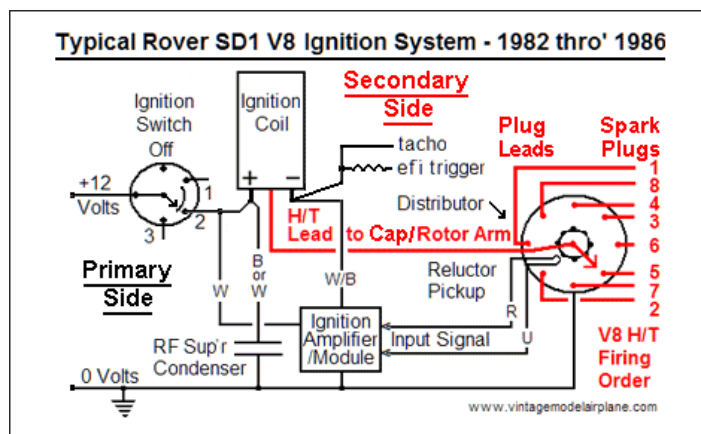 Typical Rover SD1 V8 Ignition System - 1982 thro' 1986
Ignition
Switch
Off
Ignition
Coil
+ −
Secondary
Side
tacho
efi trigger
Plug
Leads
Spark
Plugs
1
8
4
3
6
5
7
2
+12
Volts
1
2
3
Distributor
H/T
Lead to Cap/Rotor Arm
Primary
Side
Reluctor
Pickup
W
B
or
W
W/B
R
U
Ignition
Amplifier
/Module
Input Signal
RF Sup'r
Condenser
V8 H/T
Firing
Order
0 Volts
www.vintagemodelairplane.com